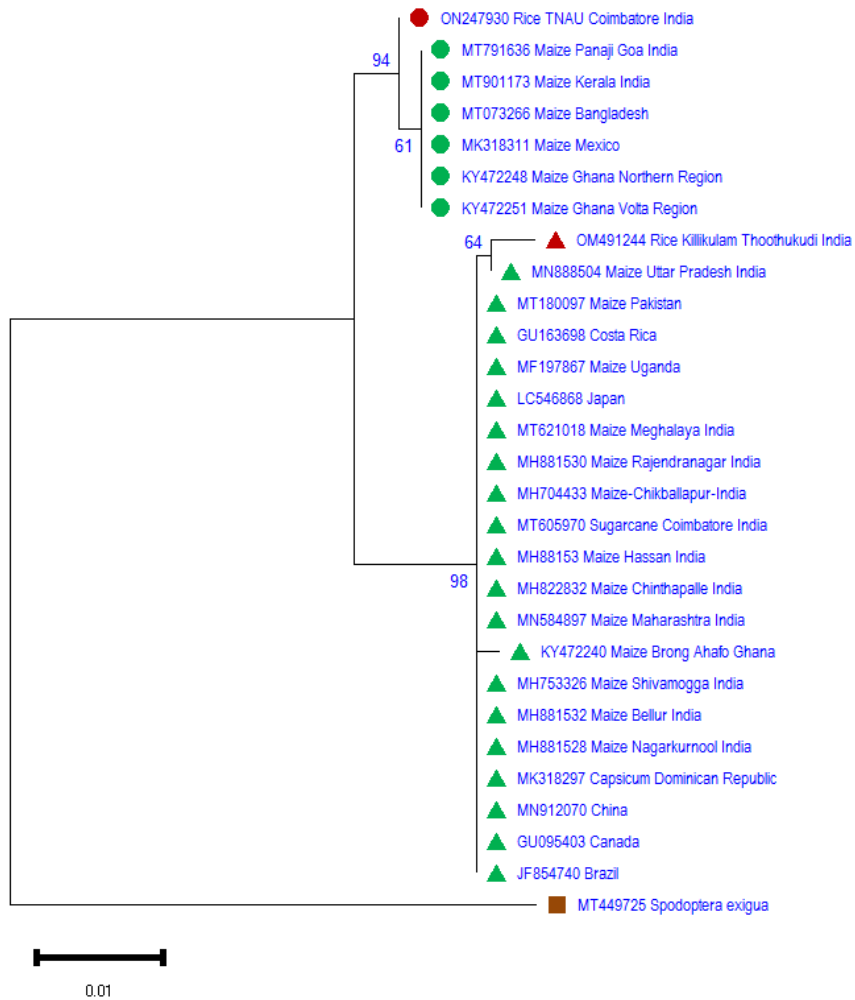 ON247930 Rice TNAU Coimbatore India
94
MT791636 Maize Panaji Goa India
MT901173 Maize Kerala India
MT073266 Maize Bangladesh
61
MK318311 Maize Mexico
KY472248 Maize Ghana Northern Region
KY472251 Maize Ghana Volta Region
64
OM491244 Rice Killikulam Thoothukudi India
MN888504 Maize Uttar Pradesh India
MT180097 Maize Pakistan
GU163698 Costa Rica
MF197867 Maize Uganda
LC546868 Japan
MT621018 Maize Meghalaya India
MH881530 Maize Rajendranagar India
MH704433 Maize-Chikballapur-India
MT605970 Sugarcane Coimbatore India
MH88153 Maize Hassan India
98
MH822832 Maize Chinthapalle India
MN584897 Maize Maharashtra India
KY472240 Maize Brong Ahafo Ghana
MH753326 Maize Shivamogga India
MH881532 Maize Bellur India
MH881528 Maize Nagarkurnool India
MK318297 Capsicum Dominican Republic
MN912070 China
GU095403 Canada
JF854740 Brazil
MT449725 Spodoptera exigua
0.01